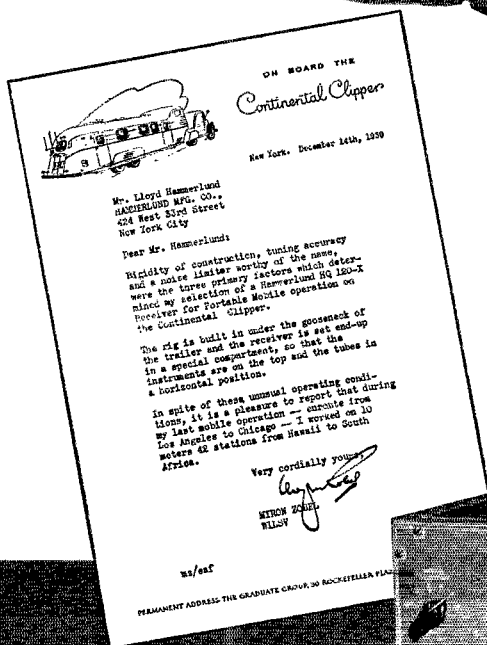 ON BOARD THE
Continental Clipper
New York. December 14th, 1939
Mr. Lloyd Hammerlund
HAMMERLUND MFG. CO.,
424 West 33rd Street
New York City
Dear Mr. Hammerlund:
Rigidity of construction, tuning accuracy
and a noise limiter worthy of the name,
were the three primary factors which deter-
mined my selection of a Hammerlund HQ 120-X
Receiver for Portable Mobile operation on
the Continental Clipper.
The rig is built in under the gooseneck of
the trailer and the receiver is set end-up
in a special compartment, so that the
instruments are on the top and the tubes in
a horizontal position.
In spite of these unusual operating condi-
tions, it is a pleasure to report that during
my last mobile operation -- enroute from
Los Angeles to Chicago -- I worked on 10
meters 42 stations from Hawaii to South
Africa.
Very cordially yours,
MYRON ZOBEL
mz/enf
PERMANENT ADDRESS THE GRADUATE GROUP, 30 ROCKEFELLER PLA